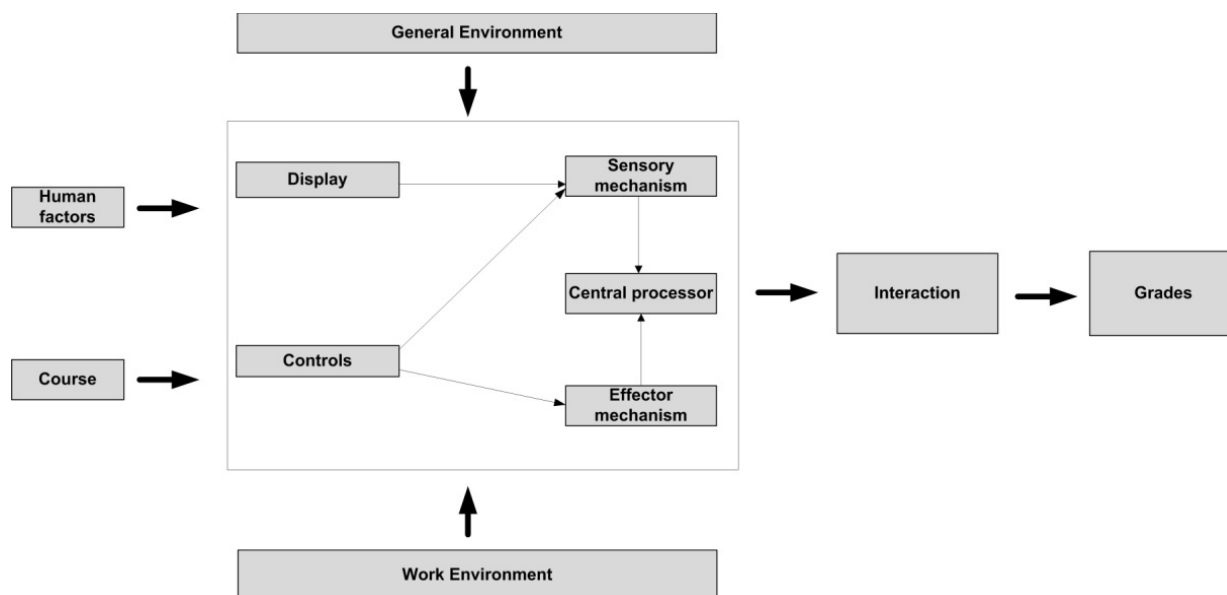 General Environment
Display
Sensory
mechanism
Human
factors
Central processor
Interaction
Grades
Controls
Course
Effector
mechanism
Work Environment